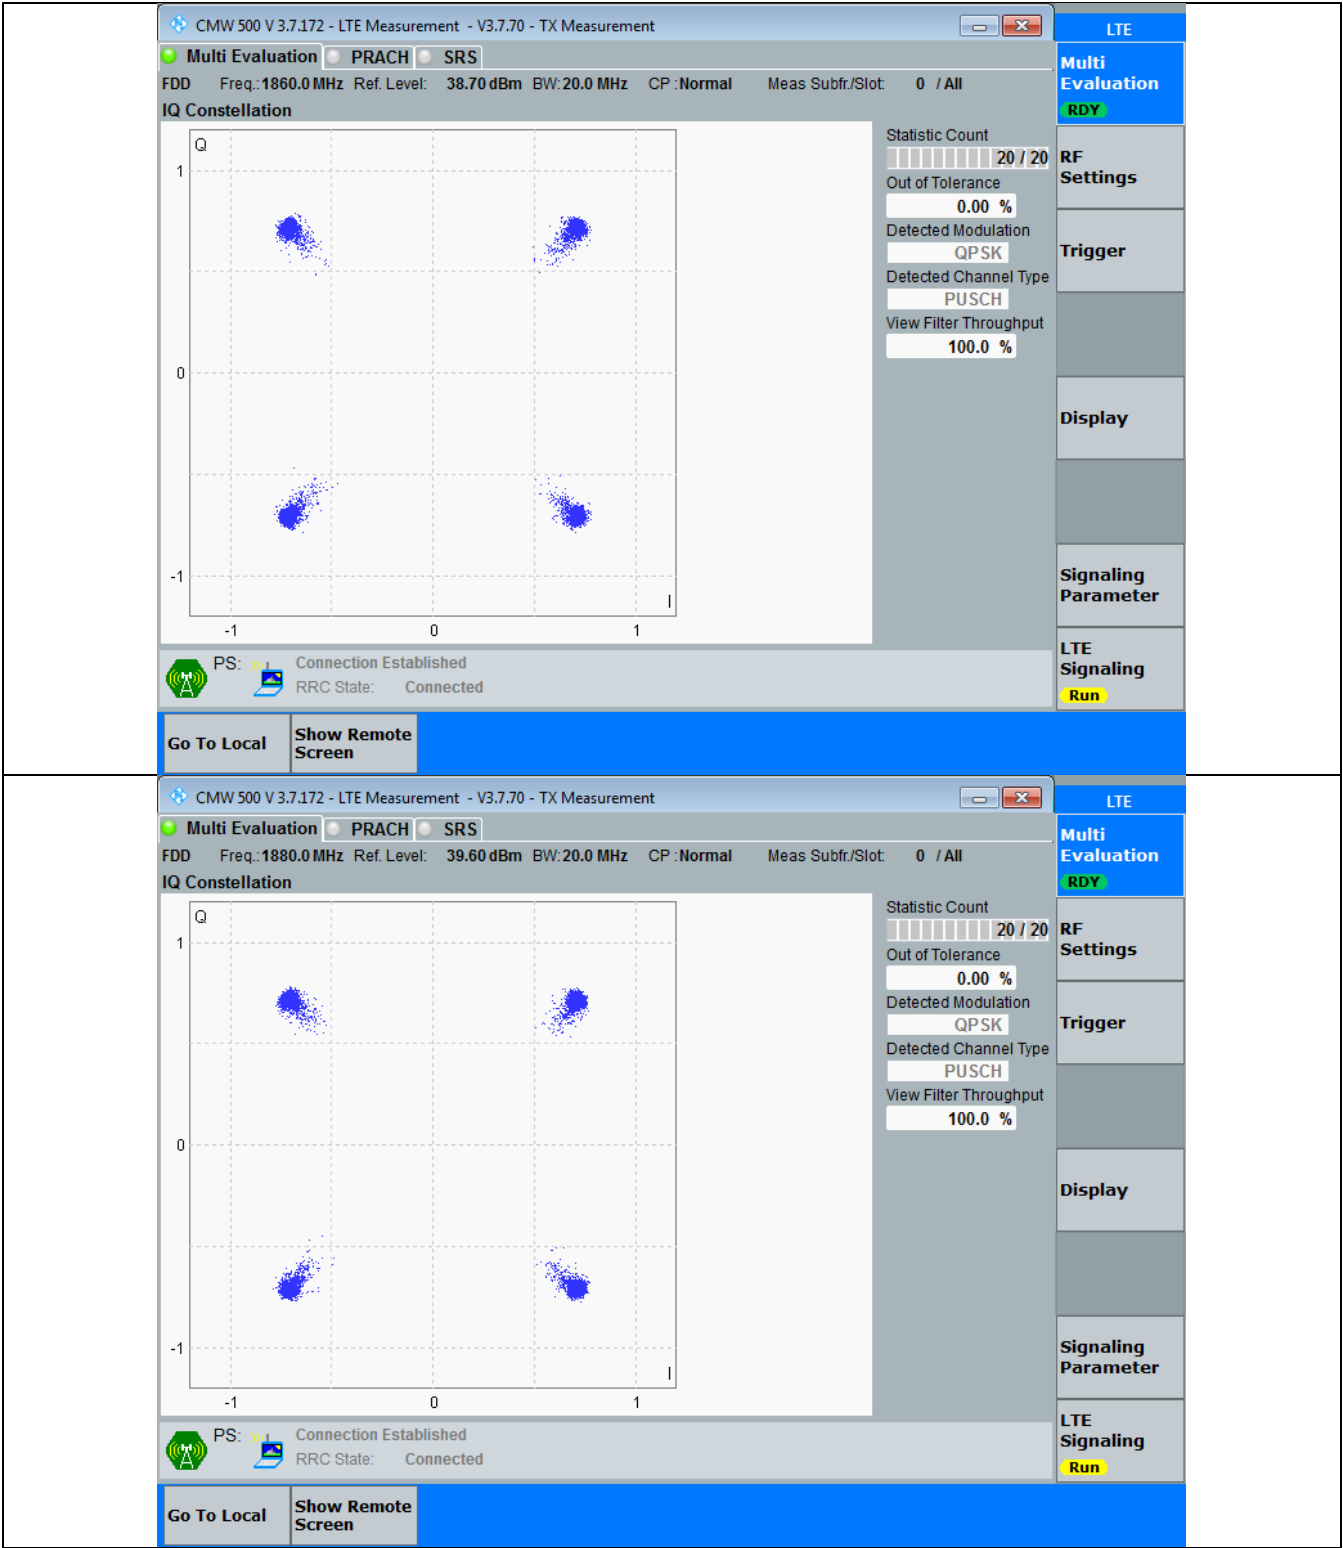 CMW 500 V 3.7.172 - LTE Measurement - V3.7.70 - TX Measurement
LTE
Multi Evaluation PRACH SRS
Multi
Evaluation
RDY
FDD Freq.: 1860.0 MHz Ref. Level: 38.70 dBm BW: 20.0 MHz CP : Normal Meas Subfr./Slot: 0 / All
IQ Constellation
Q
1
0
-1
I
-1 0 1
Statistic Count
20 / 20
Out of Tolerance
0.00 %
Detected Modulation
QPSK
Detected Channel Type
PUSCH
View Filter Throughput
100.0 %
RF
Settings
Trigger
Display
Signaling
Parameter
LTE
Signaling
Run
PS: Connection Established
RRC State: Connected
Go To Local
Show Remote
Screen
CMW 500 V 3.7.172 - LTE Measurement - V3.7.70 - TX Measurement
LTE
Multi Evaluation PRACH SRS
Multi
Evaluation
RDY
FDD Freq.: 1880.0 MHz Ref. Level: 39.60 dBm BW: 20.0 MHz CP : Normal Meas Subfr./Slot: 0 / All
IQ Constellation
Q
1
0
-1
I
-1 0 1
Statistic Count
20 / 20
Out of Tolerance
0.00 %
Detected Modulation
QPSK
Detected Channel Type
PUSCH
View Filter Throughput
100.0 %
RF
Settings
Trigger
Display
Signaling
Parameter
LTE
Signaling
Run
PS: Connection Established
RRC State: Connected
Go To Local
Show Remote
Screen